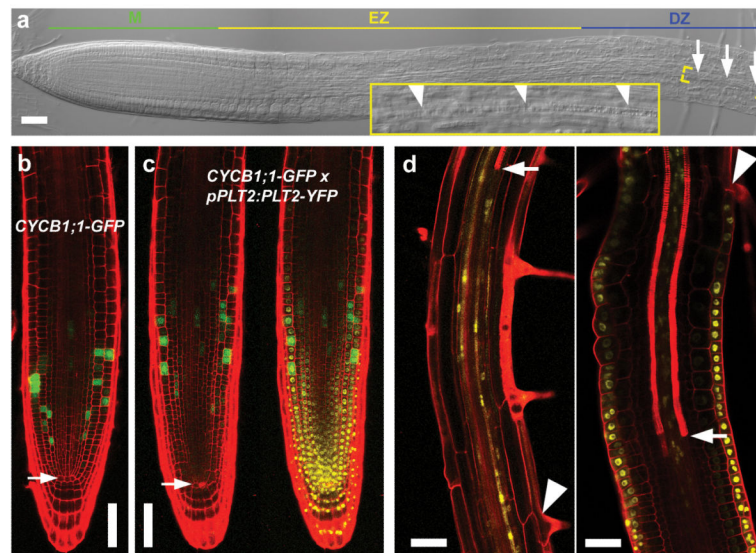 a
M
EZ
DZ
b
CYCB1;1-GFP
c
CYCB1;1-GFP x
pPLT2:PLT2-YFP
d